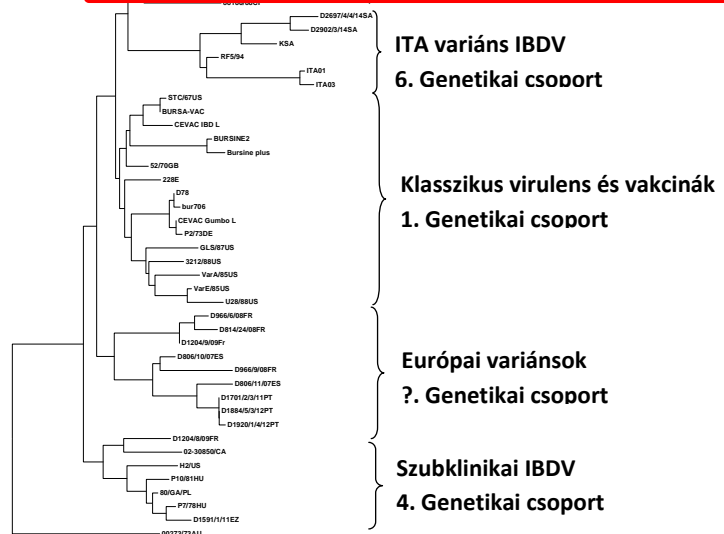 D2697/4/4/14SA
D2902/3/14SA
KSA
RF5/94
ITA01
ITA03
ITA variáns IBDV
6. Genetikai csoport
STC/67US
BURSA-VAC
CEVAC IBD L
BURSINE2
Bursine plus
52/70GB
228E
D78
bur706
CEVAC Gumbo L
P2/73DE
GLS/87US
3212/88US
VarA/85US
VarE/85US
U28/88US
Klasszikus virulens és vakcinák
1. Genetikai csoport
D966/6/08FR
D814/24/08FR
D1204/9/09Fr
D806/10/07ES
D966/9/08FR
D806/11/07ES
D1701/2/3/11PT
D1884/5/3/12PT
D1920/1/4/12PT
Európai variánsok
?. Genetikai csoport
D1204/8/09FR
02-30850/CA
H2/US
P10/81HU
80/GA/PL
P7/78HU
D1591/1/11EZ
Szubklinikai IBDV
4. Genetikai csoport
00273/73AU